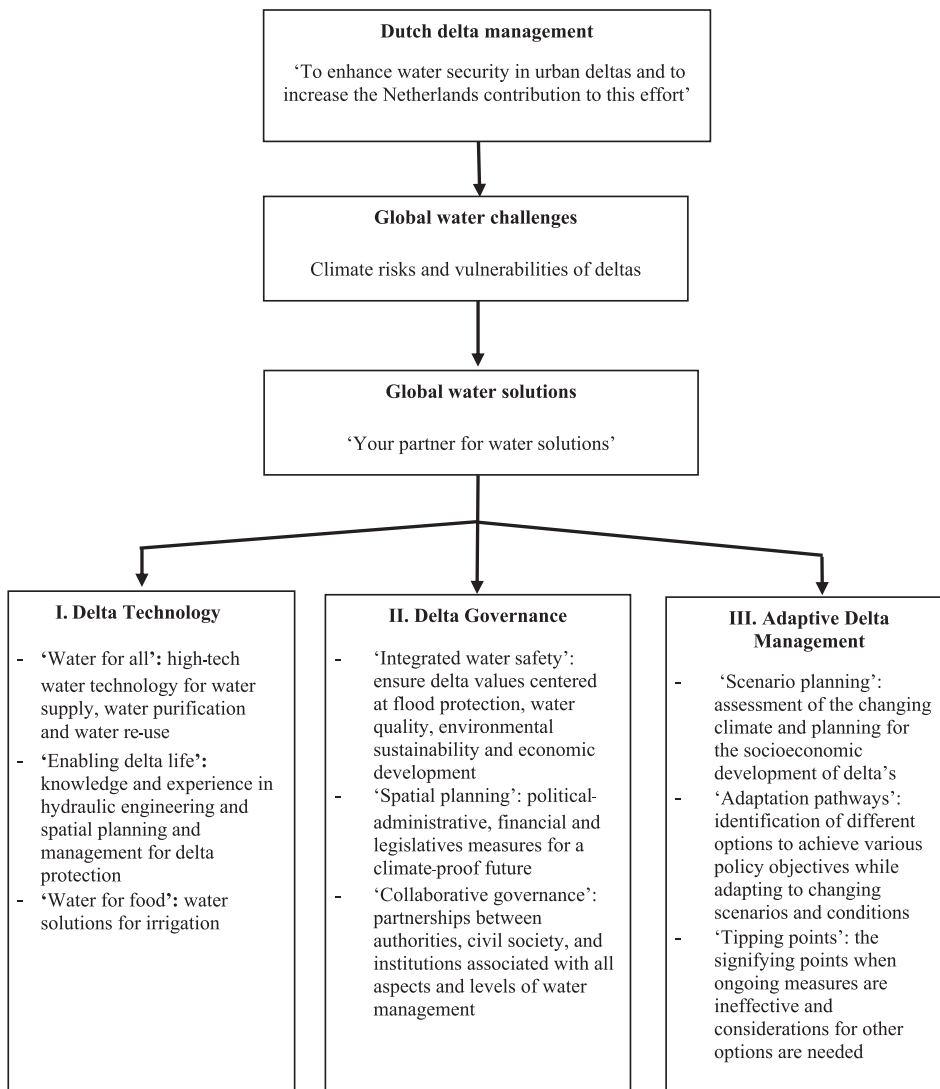 Dutch delta management
‘To enhance water security in urban deltas and to
increase the Netherlands contribution to this effort’
Global water challenges
Climate risks and vulnerabilities of deltas
Global water solutions
‘Your partner for water solutions’
I. Delta Technology
- ‘Water for all’: high-tech
water technology for water
supply, water purification
and water re-use
- ‘Enabling delta life’:
knowledge and experience in
hydraulic engineering and
spatial planning and
management for delta
protection
- ‘Water for food’: water
solutions for irrigation
II. Delta Governance
- ‘Integrated water safety’:
ensure delta values centered
at flood protection, water
quality, environmental
sustainability and economic
development
- ‘Spatial planning’: political-
administrative, financial and
legislatives measures for a
climate-proof future
- ‘Collaborative governance’:
partnerships between
authorities, civil society, and
institutions associated with all
aspects and levels of water
management
III. Adaptive Delta
Management
- ‘Scenario planning’:
assessment of the changing
climate and planning for
the socioeconomic
development of delta’s
- ‘Adaptation pathways’:
identification of different
options to achieve various
policy objectives while
adapting to changing
scenarios and conditions
- ‘Tipping points’: the
signifying points when
ongoing measures are
ineffective and
considerations for other
options are needed